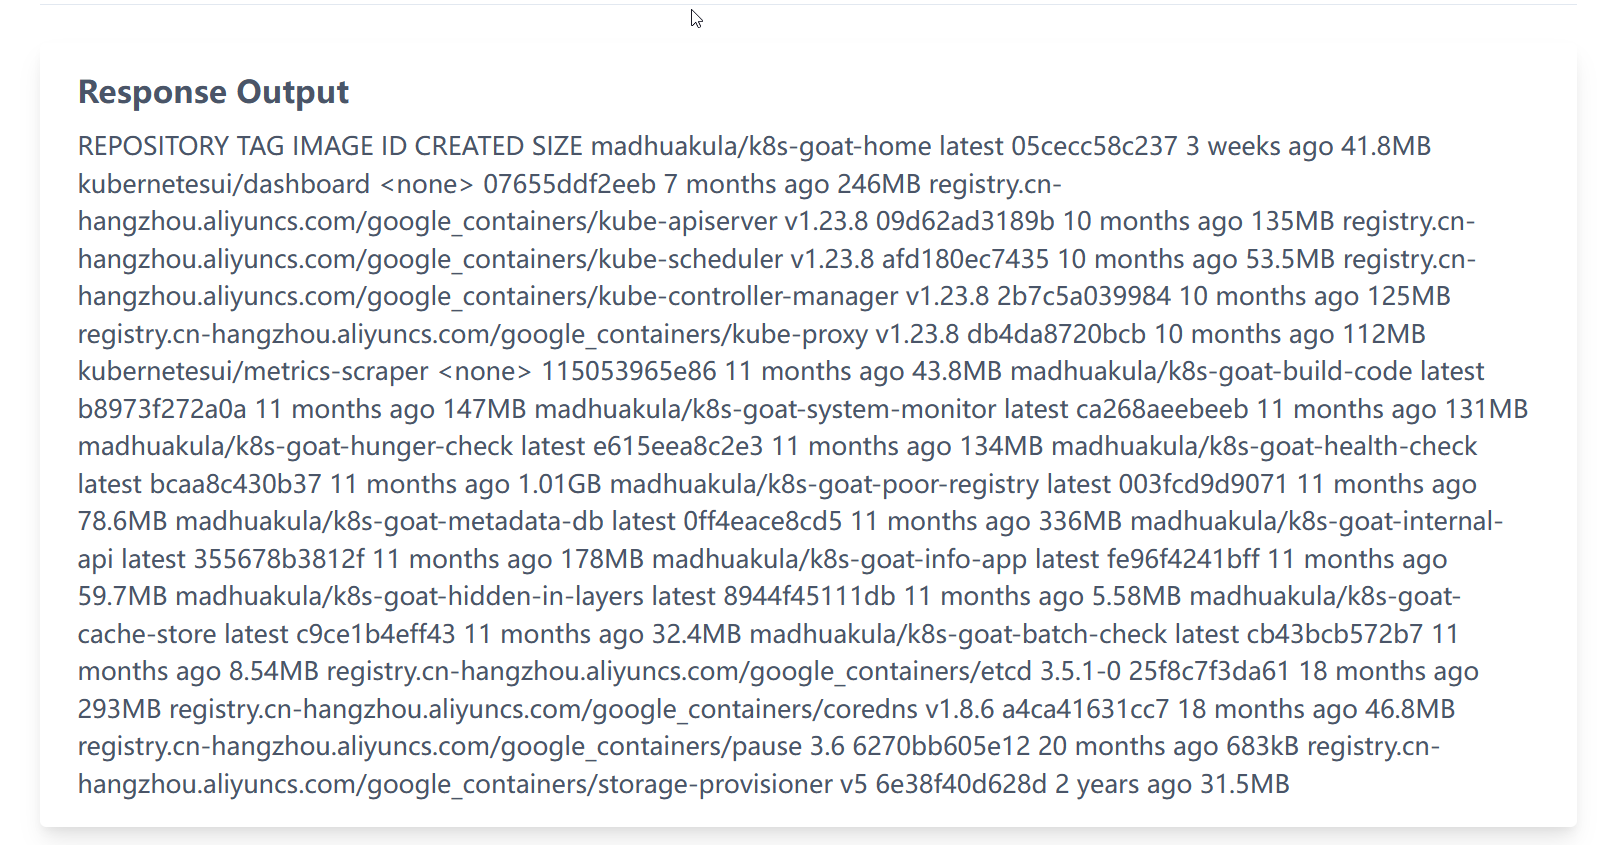 Response Output
REPOSITORY TAG IMAGE ID CREATED SIZE madhuakula/k8s-goat-home latest 05cecc58c237 3 weeks ago 41.8MB
kubernetesui/dashboard <none> 07655ddf2eeb 7 months ago 246MB registry.cn-
hangzhou.aliyuncs.com/google_containers/kube-apiserver v1.23.8 09d62ad3189b 10 months ago 135MB registry.cn-
hangzhou.aliyuncs.com/google_containers/kube-scheduler v1.23.8 afd180ec7435 10 months ago 53.5MB registry.cn-
hangzhou.aliyuncs.com/google_containers/kube-controller-manager v1.23.8 2b7c5a039984 10 months ago 125MB
registry.cn-hangzhou.aliyuncs.com/google_containers/kube-proxy v1.23.8 db4da8720bcb 10 months ago 112MB
kubernetesui/metrics-scraper <none> 115053965e86 11 months ago 43.8MB madhuakula/k8s-goat-build-code latest
b8973f272a0a 11 months ago 147MB madhuakula/k8s-goat-system-monitor latest ca268aeebeeb 11 months ago 131MB
madhuakula/k8s-goat-hunger-check latest e615eea8c2e3 11 months ago 134MB madhuakula/k8s-goat-health-check
latest bcaa8c430b37 11 months ago 1.01GB madhuakula/k8s-goat-poor-registry latest 003fcd9d9071 11 months ago
78.6MB madhuakula/k8s-goat-metadata-db latest 0ff4eace8cd5 11 months ago 336MB madhuakula/k8s-goat-internal-
api latest 355678b3812f 11 months ago 178MB madhuakula/k8s-goat-info-app latest fe96f4241bff 11 months ago
59.7MB madhuakula/k8s-goat-hidden-in-layers latest 8944f45111db 11 months ago 5.58MB madhuakula/k8s-goat-
cache-store latest c9ce1b4eff43 11 months ago 32.4MB madhuakula/k8s-goat-batch-check latest cb43bcb572b7 11
months ago 8.54MB registry.cn-hangzhou.aliyuncs.com/google_containers/etcd 3.5.1-0 25f8c7f3da61 18 months ago
293MB registry.cn-hangzhou.aliyuncs.com/google_containers/coredns v1.8.6 a4ca41631cc7 18 months ago 46.8MB
registry.cn-hangzhou.aliyuncs.com/google_containers/pause 3.6 6270bb605e12 20 months ago 683kB registry.cn-
hangzhou.aliyuncs.com/google_containers/storage-provisioner v5 6e38f40d628d 2 years ago 31.5MB